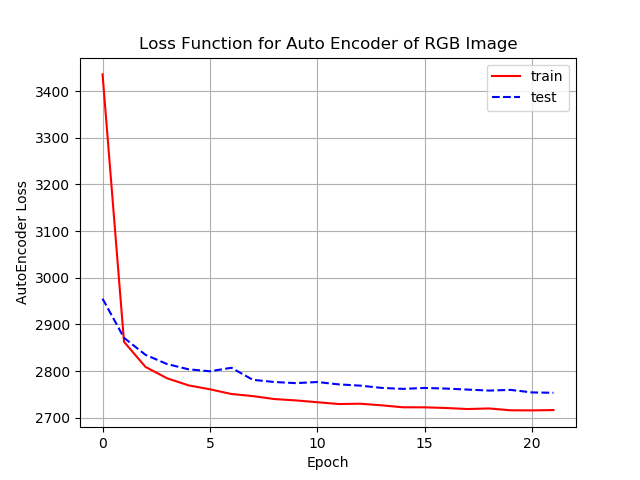 Loss Function for Auto Encoder of RGB Image
train
test
3400
3300
3200
3100
3000
2900
2800
2700
AutoEncoder Loss
0
5
10
15
20
Epoch